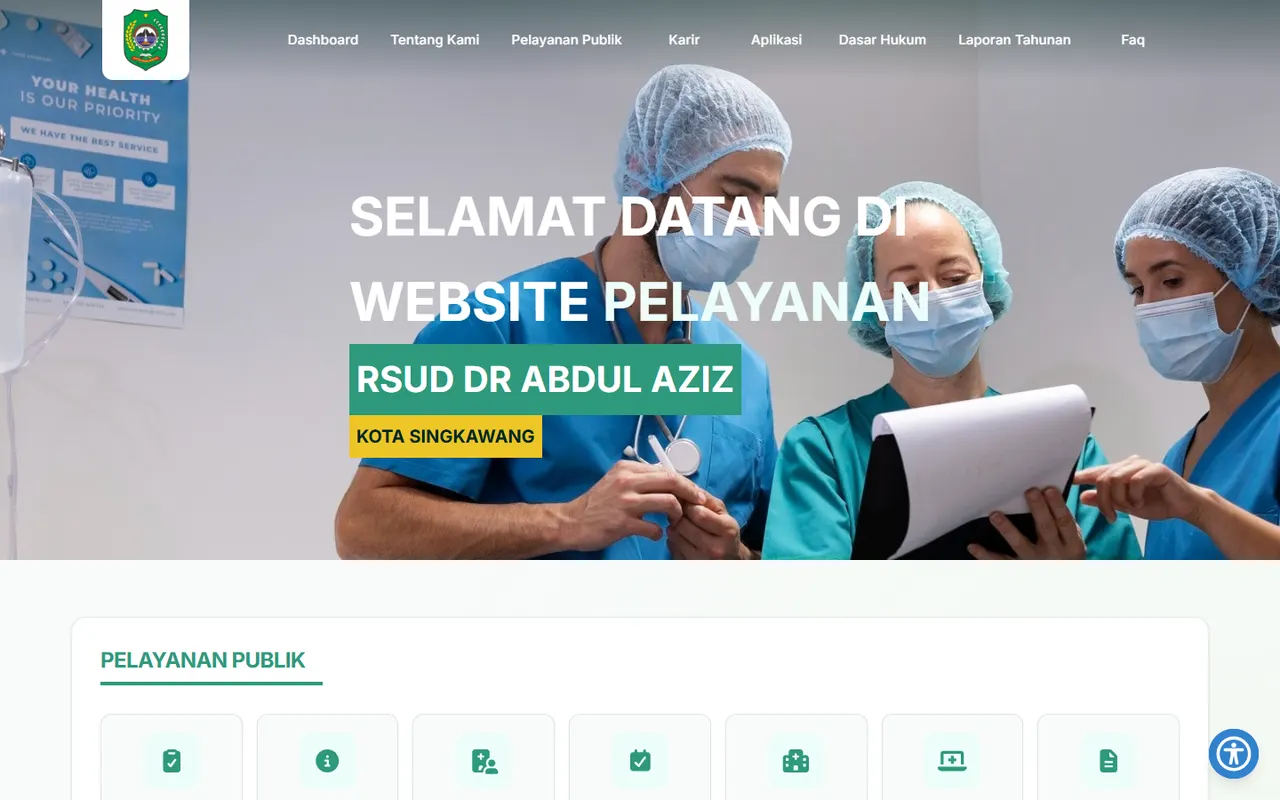 Dashboard
Tentang Kami
Pelayanan Publik
Karir
Aplikasi
Dasar Hukum
Laporan Tahunan
Faq
YOUR HEALTH
IS OUR PRIORITY
WE HAVE THE BEST SERVICE
SELAMAT DATANG DI
WEBSITE PELAYANAN
RSUD DR ABDUL AZIZ
KOTA SINGKAWANG
PELAYANAN PUBLIK